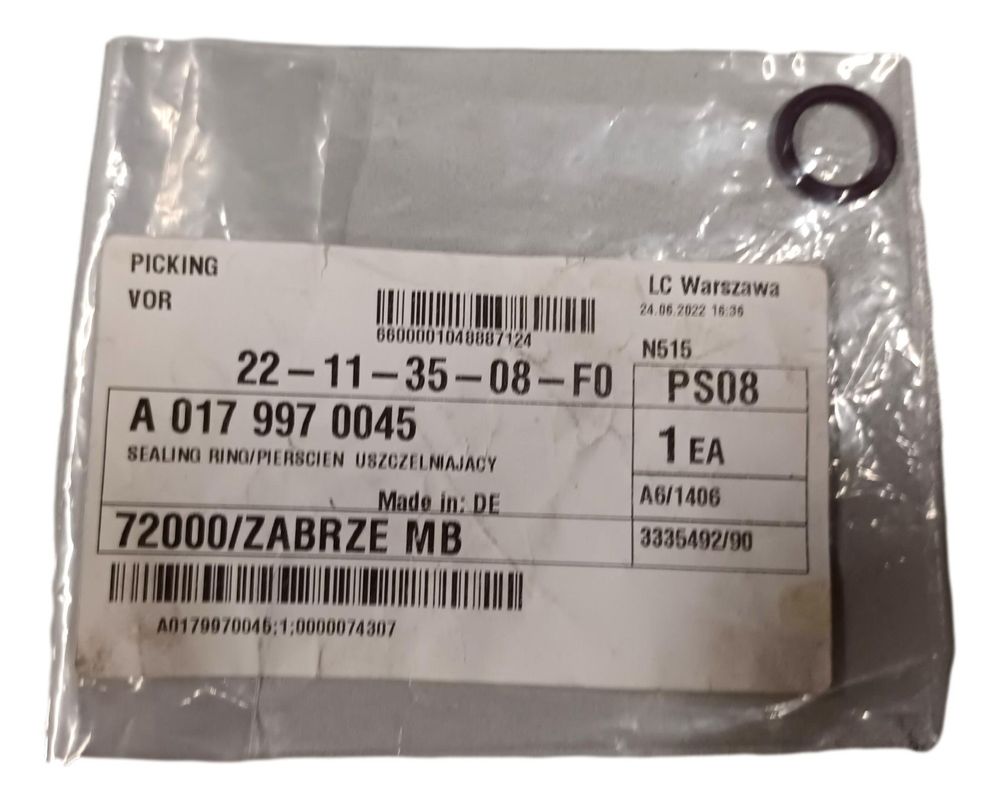 PICKING
VOR
LC Warszawa
24.06.2022 16:36
6600001048887124
N515
22-11-35-08-F0
PS08
A 017 997 0045
1 EA
SEALING RING/PIERSCIEN USZCZELNIAJACY
Made in: DE
A6/1406
72000/ZABRZE MB
3335492/90
A0179970045;1;0000074307